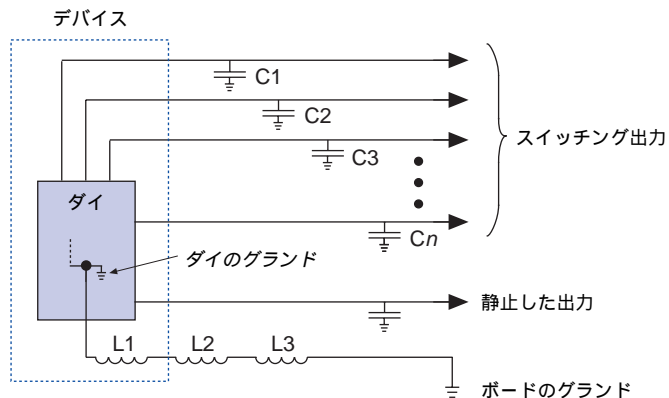 デバイス
C1
C2
C3
スイッチング出力
ダイ
Cn
ダイのグランド
静止した出力
L1
L2
L3
ボードのグランド